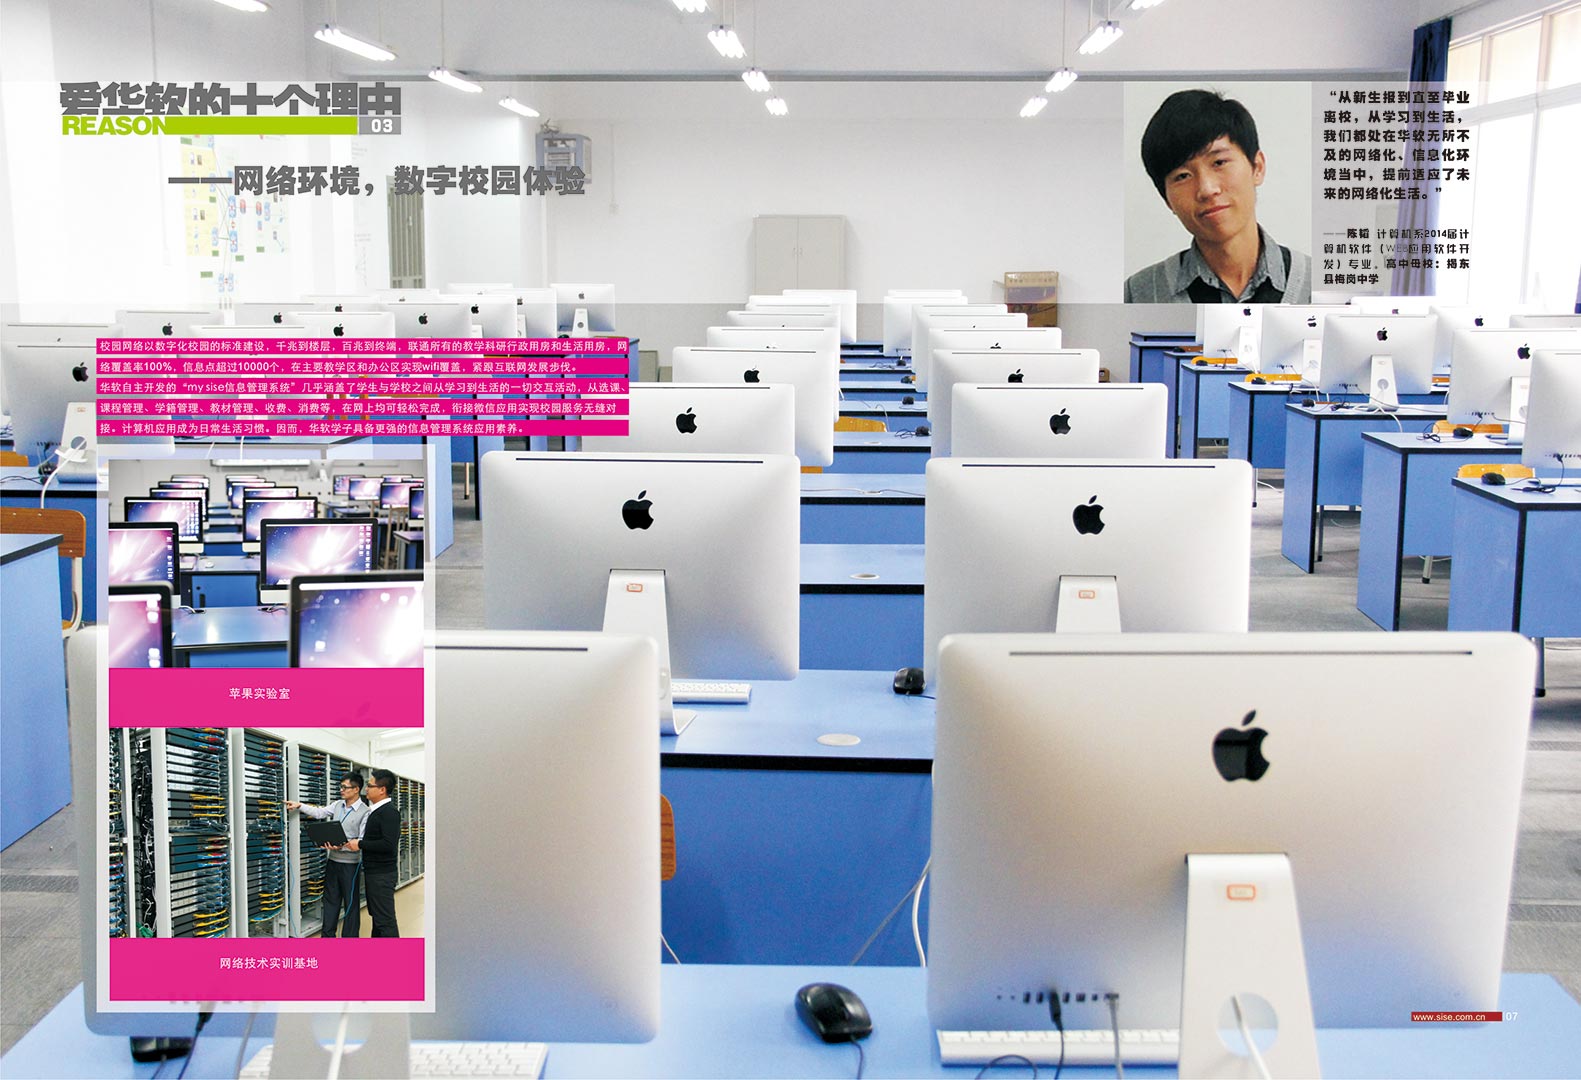 爱华软的十个理由
REASON 03
——网络环境，数字校园体验
“从新生报到直至毕业
离校，从学习到生活，
我们都处在华软无所不
及的网络化、信息化环
境当中，提前适应了未
来的网络化生活。”
——陈韬 计算机系2014届计
算机软件（WEB应用软件开
发）专业。高中母校：揭东
县梅岗中学
校园网络以数字化校园的标准建设，千兆到楼层，百兆到终端，联通所有的教学科研行政用房和生活用房，网
络覆盖率100%，信息点超过10000个，在主要教学区和办公区实现wifi覆盖，紧跟互联网发展步伐。
华软自主开发的“my sise信息管理系统”几乎涵盖了学生与学校之间从学习到生活的一切交互活动，从选课、
课程管理、学籍管理、教材管理、收费、消费等，在网上均可轻松完成，衔接微信应用实现校园服务无缝对
接。计算机应用成为日常生活习惯。因而，华软学子具备更强的信息管理系统应用素养。
苹果实验室
网络技术实训基地
www.sise.com.cn 07